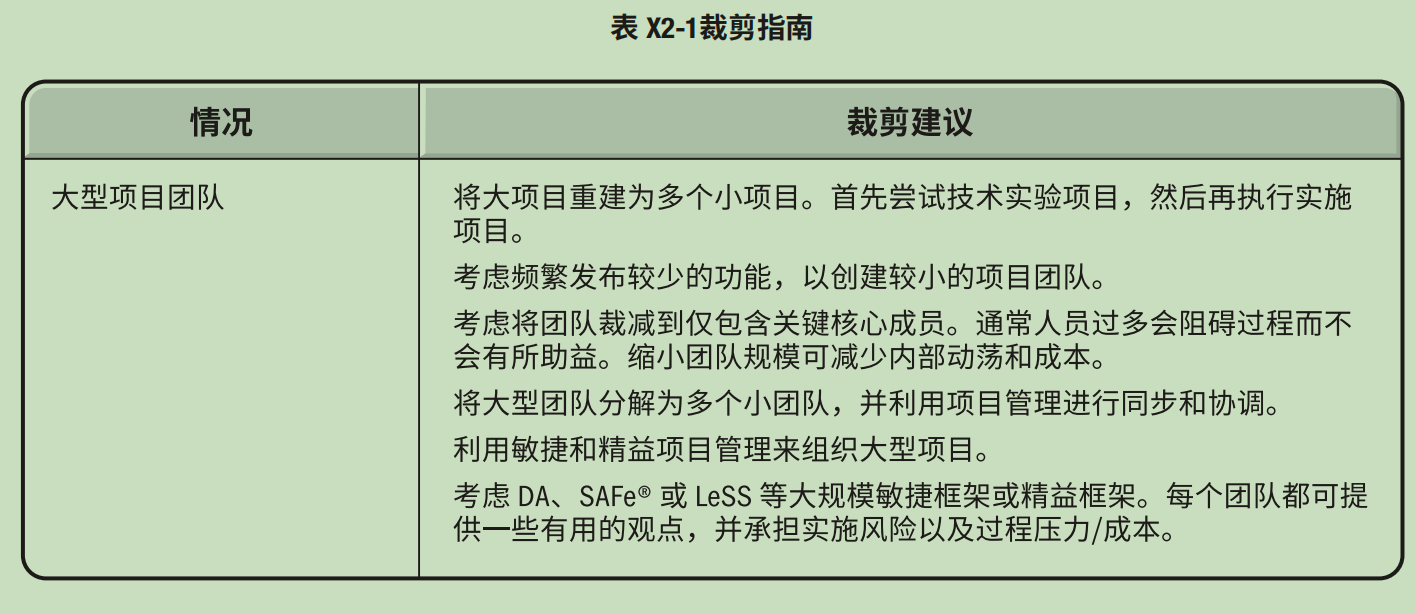 表 X2-1裁剪指南
情况
裁剪建议
大型项目团队
将大项目重建为多个小项目。首先尝试技术实验项目，然后再执行实施
项目。
考虑频繁发布较少的功能，以创建较小的项目团队。
考虑将团队裁减到仅包含关键核心成员。通常人员过多会阻碍过程而不
会有所助益。缩小团队规模可减少内部动荡和成本。
将大型团队分解为多个小团队，并利用项目管理进行同步和协调。
利用敏捷和精益项目管理来组织大型项目。
考虑 DA、SAFe® 或 LeSS 等大规模敏捷框架或精益框架。每个团队都可提
供一些有用的观点，并承担实施风险以及过程压力/成本。